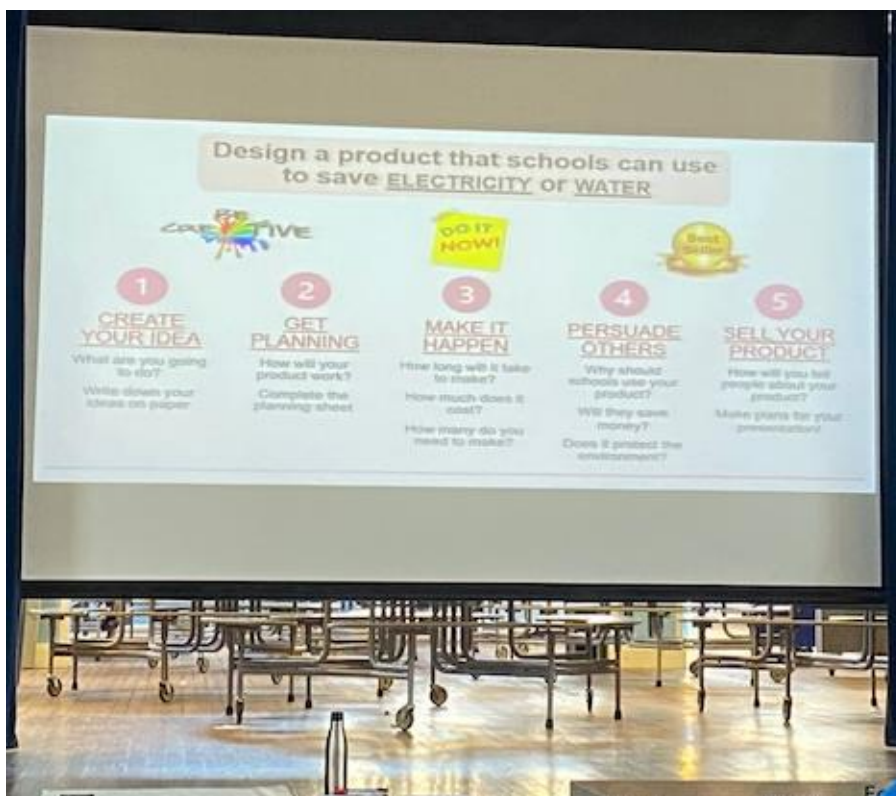 Design a product that schools can use
to save ELECTRICITY or WATER
BE
CREATIVE
DO IT
NOW!
Best
Seller
1
CREATE
YOUR IDEA
What are you going
to do?
Write down your
ideas on paper
2
GET
PLANNING
How will your
product work?
Complete the
planning sheet
3
MAKE IT
HAPPEN
How long will it take
to make?
How much does it
cost?
How many do you
need to make?
4
PERSUADE
OTHERS
Why should
schools use your
product?
Will they save
money?
Does it protect the
environment?
5
SELL YOUR
PRODUCT
How will you tell
people about your
product?
Make plans for your
presentation!